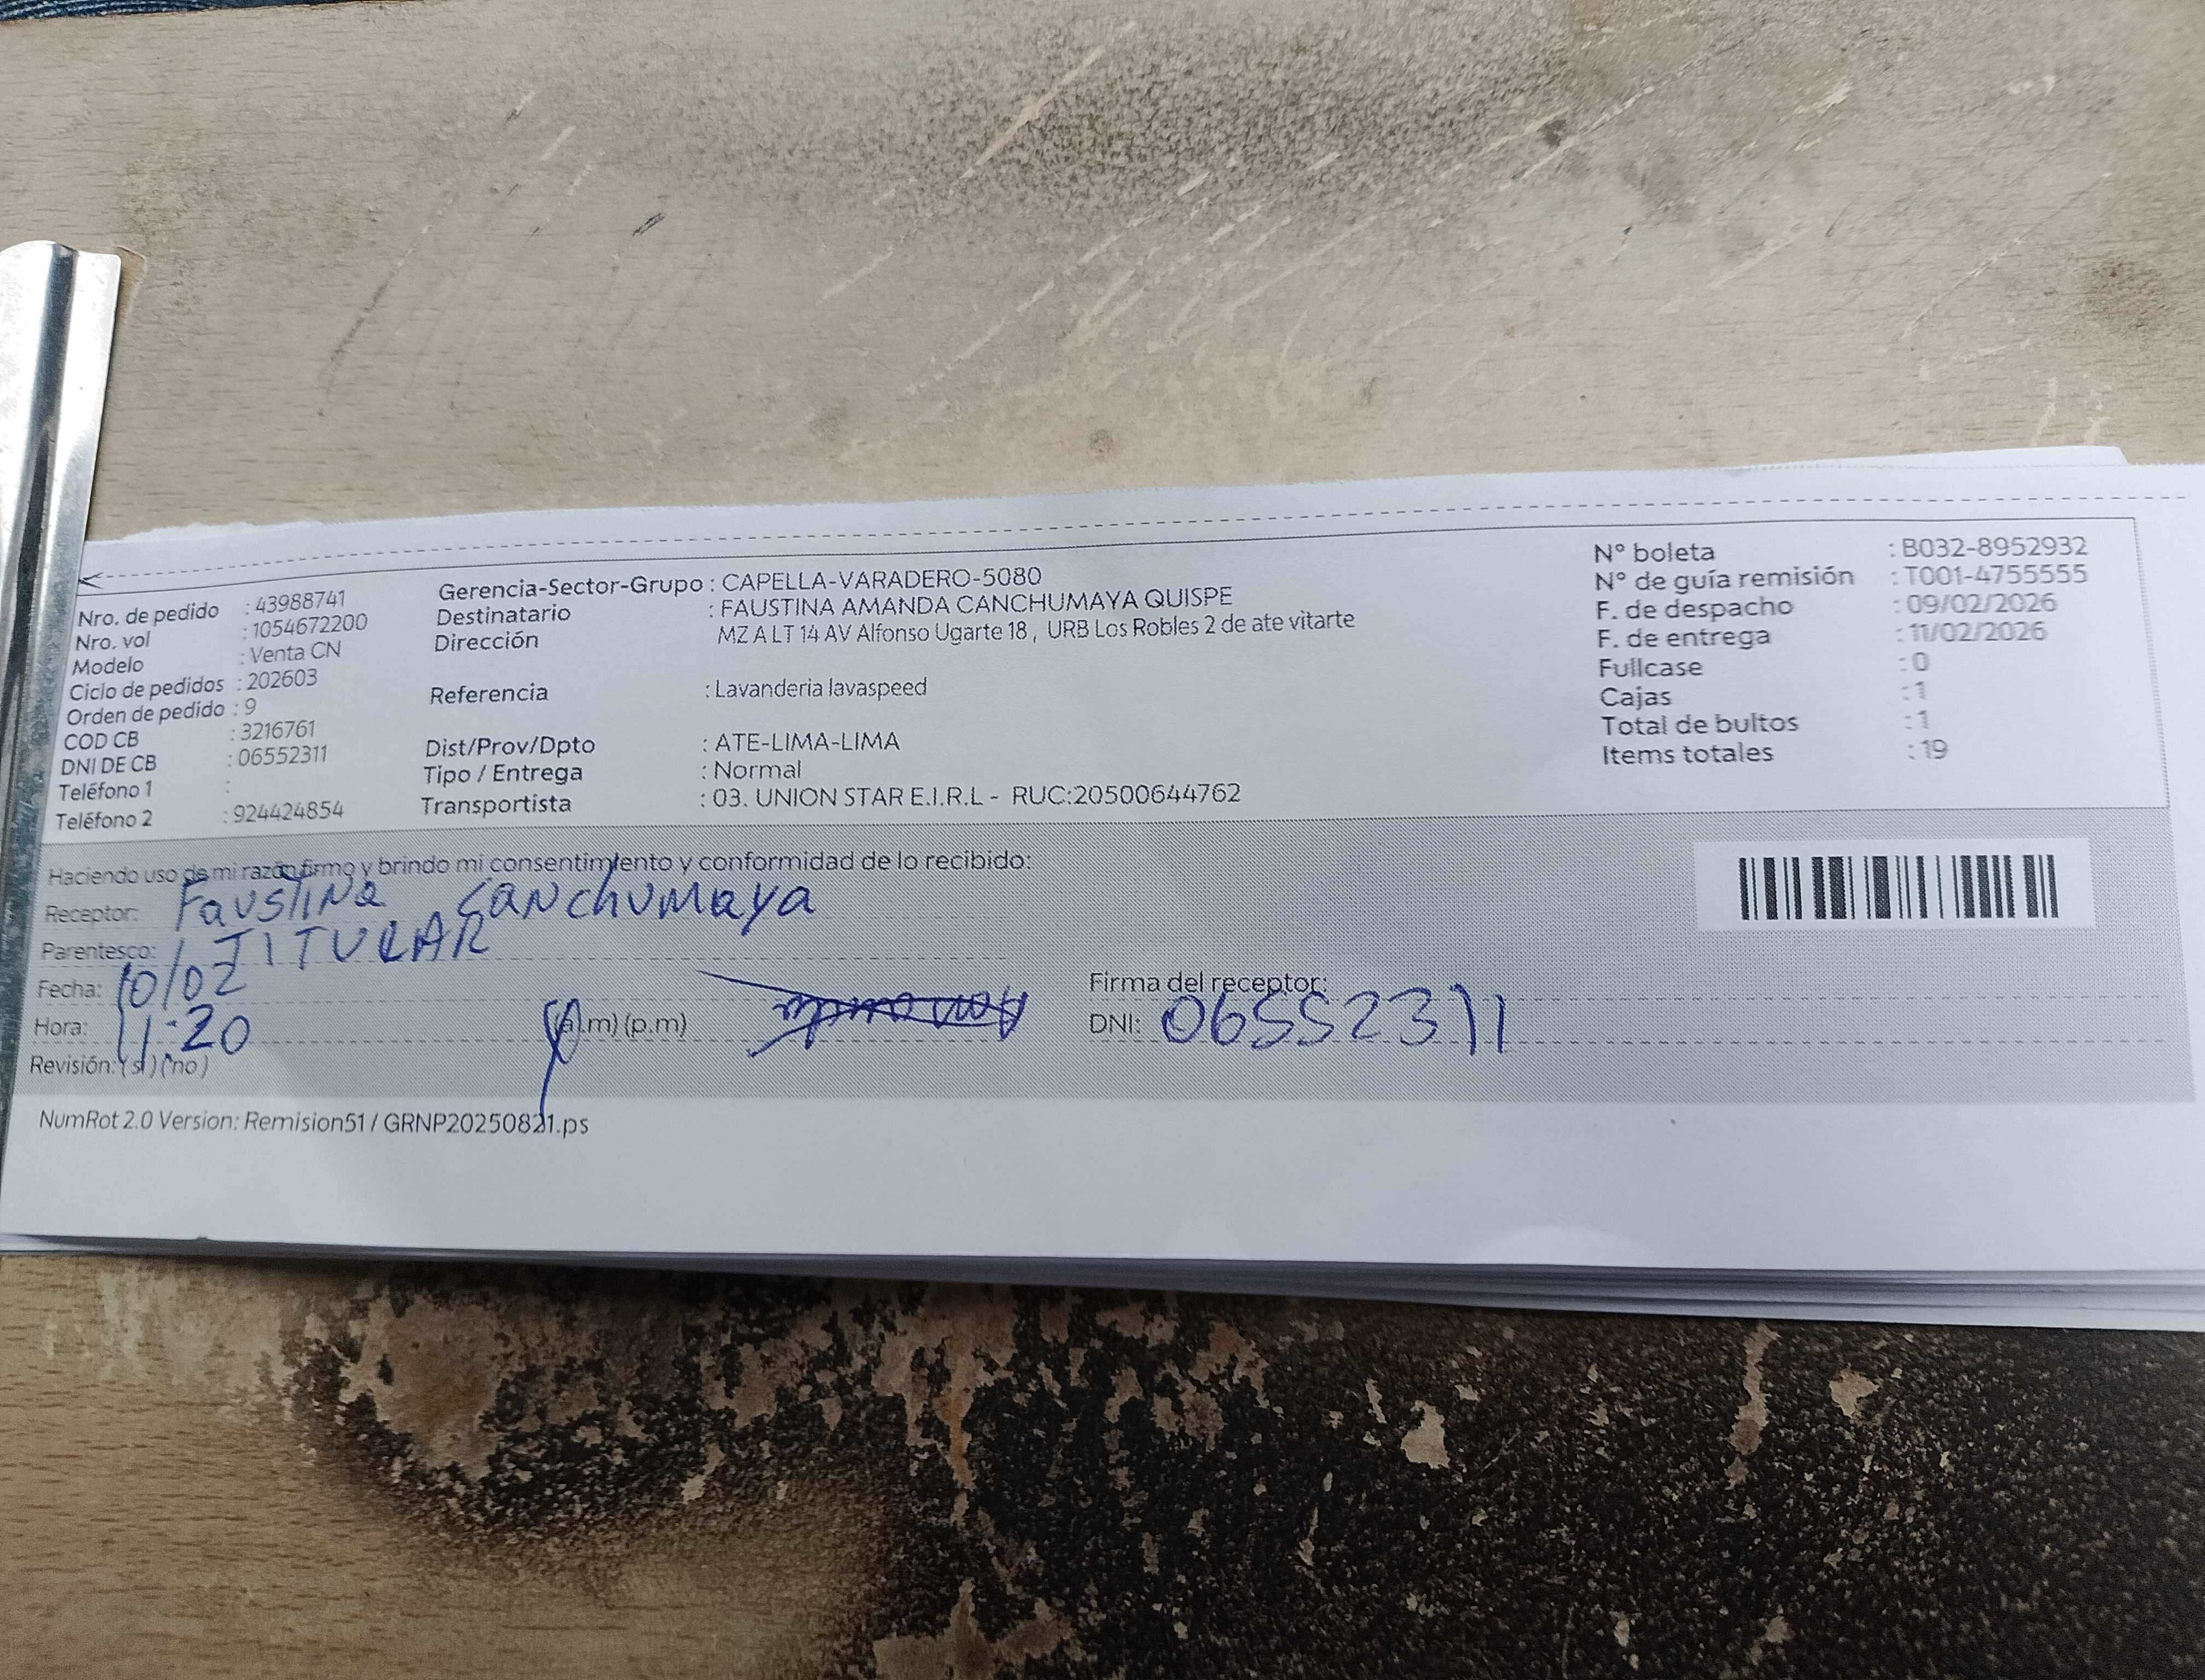 Nro. de pedido : 43988741
Nro. vol : 1054672200
Modelo : Venta CN
Ciclo de pedidos : 202603
Orden de pedido : 9
COD CB : 3216761
DNI DE CB : 06552311
Teléfono 1 :
Teléfono 2 : 924424854
Gerencia-Sector-Grupo : CAPELLA-VARADERO-5080
Destinatario : FAUSTINA AMANDA CANCHUMAYA QUISPE
Dirección MZ A LT 14 AV Alfonso Ugarte 18 , URB Los Robles 2 de ate vitarte
Referencia : Lavanderia lavaspeed
Dist/Prov/Dpto : ATE-LIMA-LIMA
Tipo / Entrega : Normal
Transportista : 03. UNION STAR E.I.R.L - RUC:20500644762
N° boleta : B032-8952932
N° de guía remisión : T001-4755555
F. de despacho : 09/02/2026
F. de entrega : 11/02/2026
Fullcase : 0
Cajas : 1
Total de bultos : 1
Items totales : 19
Haciendo uso de mi razón firmo y brindo mi consentimiento y conformidad de lo recibido:
Receptor: Faustina Canchumaya
Parentesco: TITULAR
Fecha: 10/02
Hora: 11:20 (a.m) (p.m)
Revisión: (si) (no)
Firma del receptor:
DNI: 06552311
NumRot 2.0 Version: Remision51 / GRNP20250821.ps